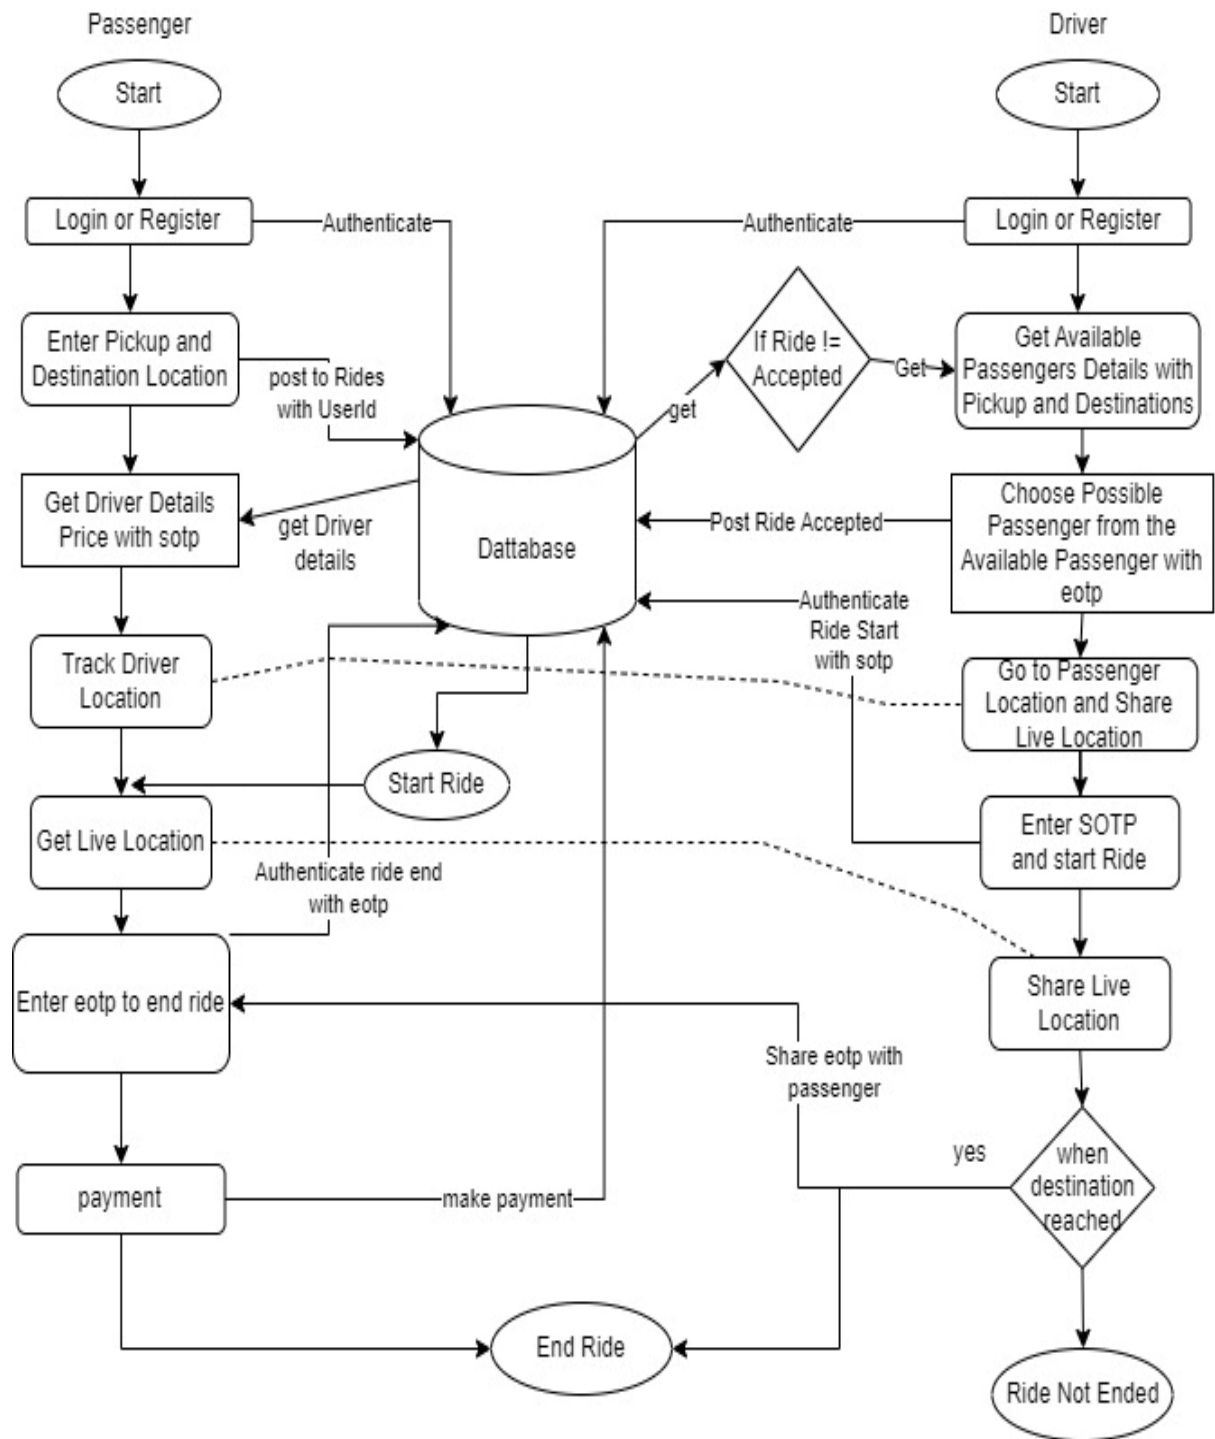 Passenger
Driver
Start
Start
Login or Register
Authenticate
Authenticate
Login or Register
Enter Pickup and
Destination Location
post to Rides
with UserId
If Ride !=
Accepted
get
Get
Get Available
Passengers Details with
Pickup and Destinations
Get Driver Details
Price with sotp
get Driver
details
Dattabase
Post Ride Accepted
Choose Possible
Passenger from the
Available Passenger with
eotp
Authenticate
Ride Start
with sotp
Track Driver
Location
Go to Passenger
Location and Share
Live Location
Start Ride
Get Live Location
Enter SOTP
and start Ride
Authenticate ride end
with eotp
Enter eotp to end ride
Share Live
Location
Share eotp with
passenger
yes
when
destination
reached
payment
make payment
End Ride
Ride Not Ended